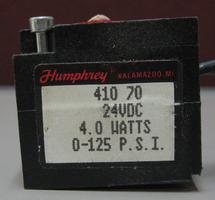 Humphrey KALAMAZOO MI
410 70
24VDC
4.0 WATTS
0-125 P.S.I.